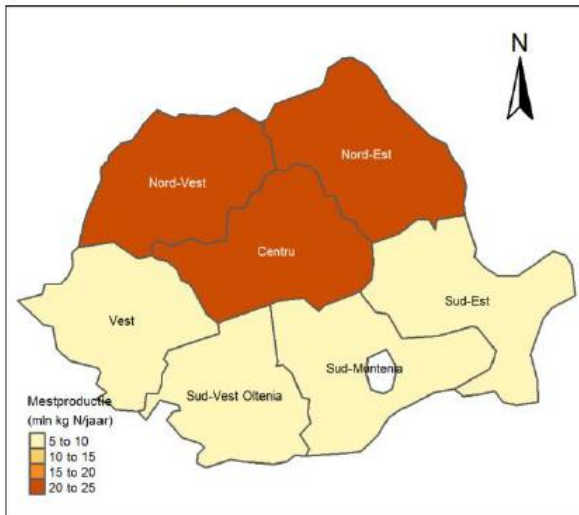 N
Nord-Est
Nord-Vest
Centru
Sud-Est
Vest
Sud-Muntenia
Sud-Vest Oltenia
Mestproductie
(mln kg N/jaar)
5 to 10
10 to 15
15 to 20
20 to 25